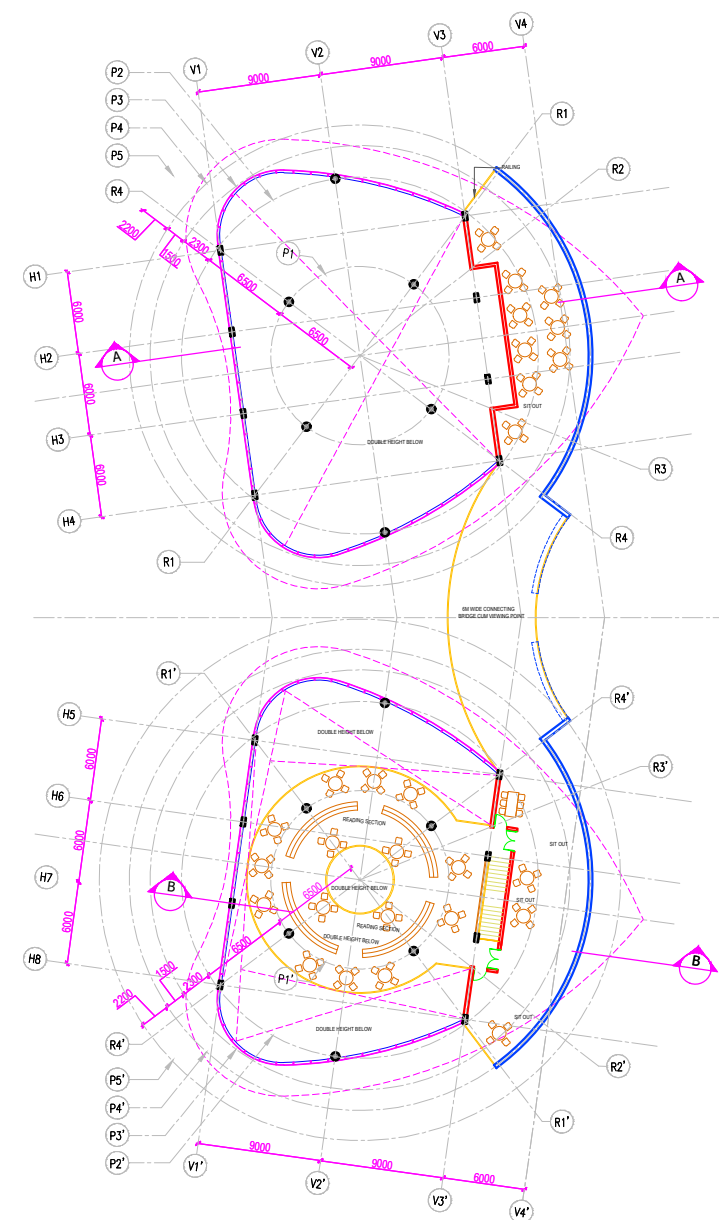 V4
V3
V2
V1
P2
P3
P4
P5
R4
9000
9000
6000
R1
RAILING
R2
2200
1500
2300
6500
6500
P1
H1
6000
H2
6000
H3
6000
H4
A
A
SIT OUT
DOUBLE HEIGHT BELOW
R3
R4
R1
6M WIDE CONNECTING
BRIDGE CUM VIEWING POINT
R1'
R4'
H5
6000
H6
6000
H7
6000
H8
DOUBLE HEIGHT BELOW
R3'
READING SECTION
SIT OUT
DOUBLE HEIGHT BELOW
6500
B
SIT OUT
READING SECTION
DOUBLE HEIGHT BELOW
6500
B
P1'
2300
1500
2200
SIT OUT
DOUBLE HEIGHT BELOW
R4'
R2'
P5'
P4'
R1'
P3'
P2'
9000
9000
6000
V1'
V2'
V3'
V4'